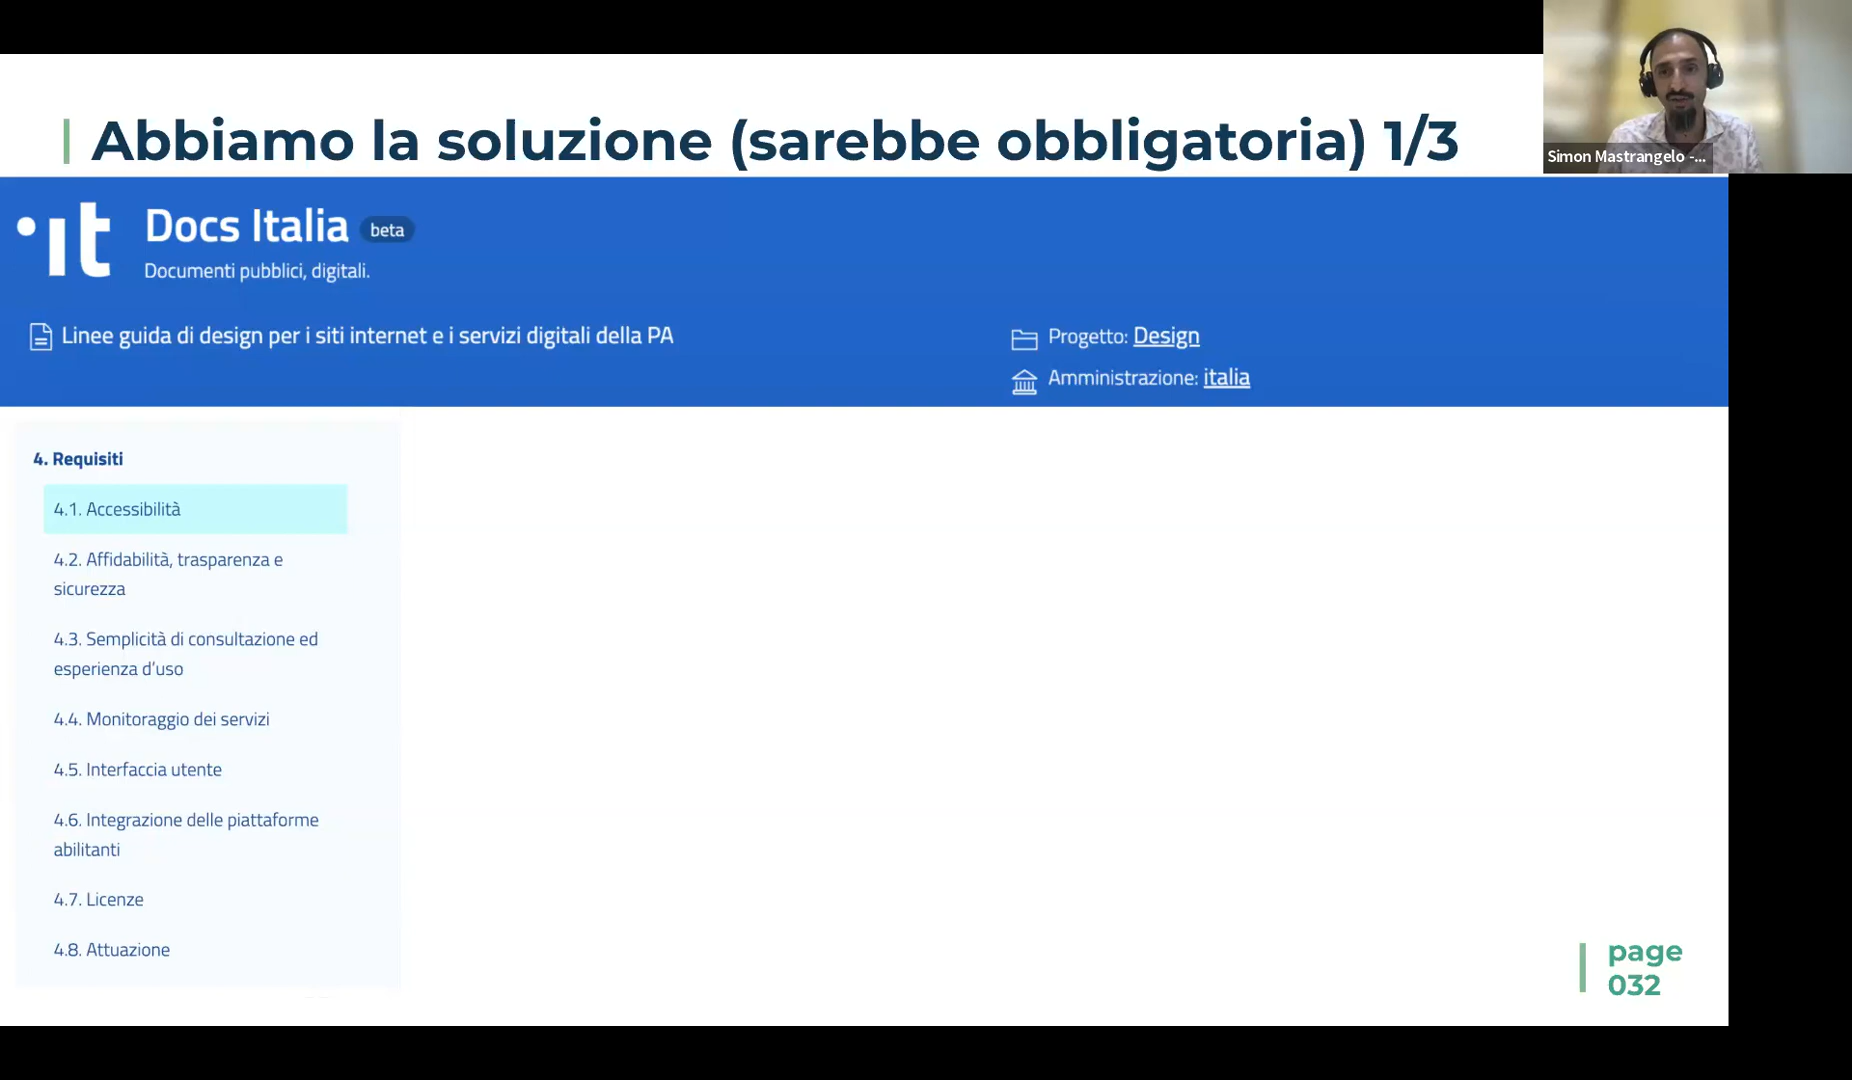 Abbiamo la soluzione (sarebbe obbligatoria) 1/3
Simon Mastrangelo -...
·it
Docs Italia beta
Documenti pubblici, digitali.
Linee guida di design per i siti internet e i servizi digitali della PA
Progetto: Design
Amministrazione: italia
4. Requisiti
4.1. Accessibilità
4.2. Affidabilità, trasparenza e
sicurezza
4.3. Semplicità di consultazione ed
esperienza d'uso
4.4. Monitoraggio dei servizi
4.5. Interfaccia utente
4.6. Integrazione delle piattaforme
abilitanti
4.7. Licenze
4.8. Attuazione
page
032